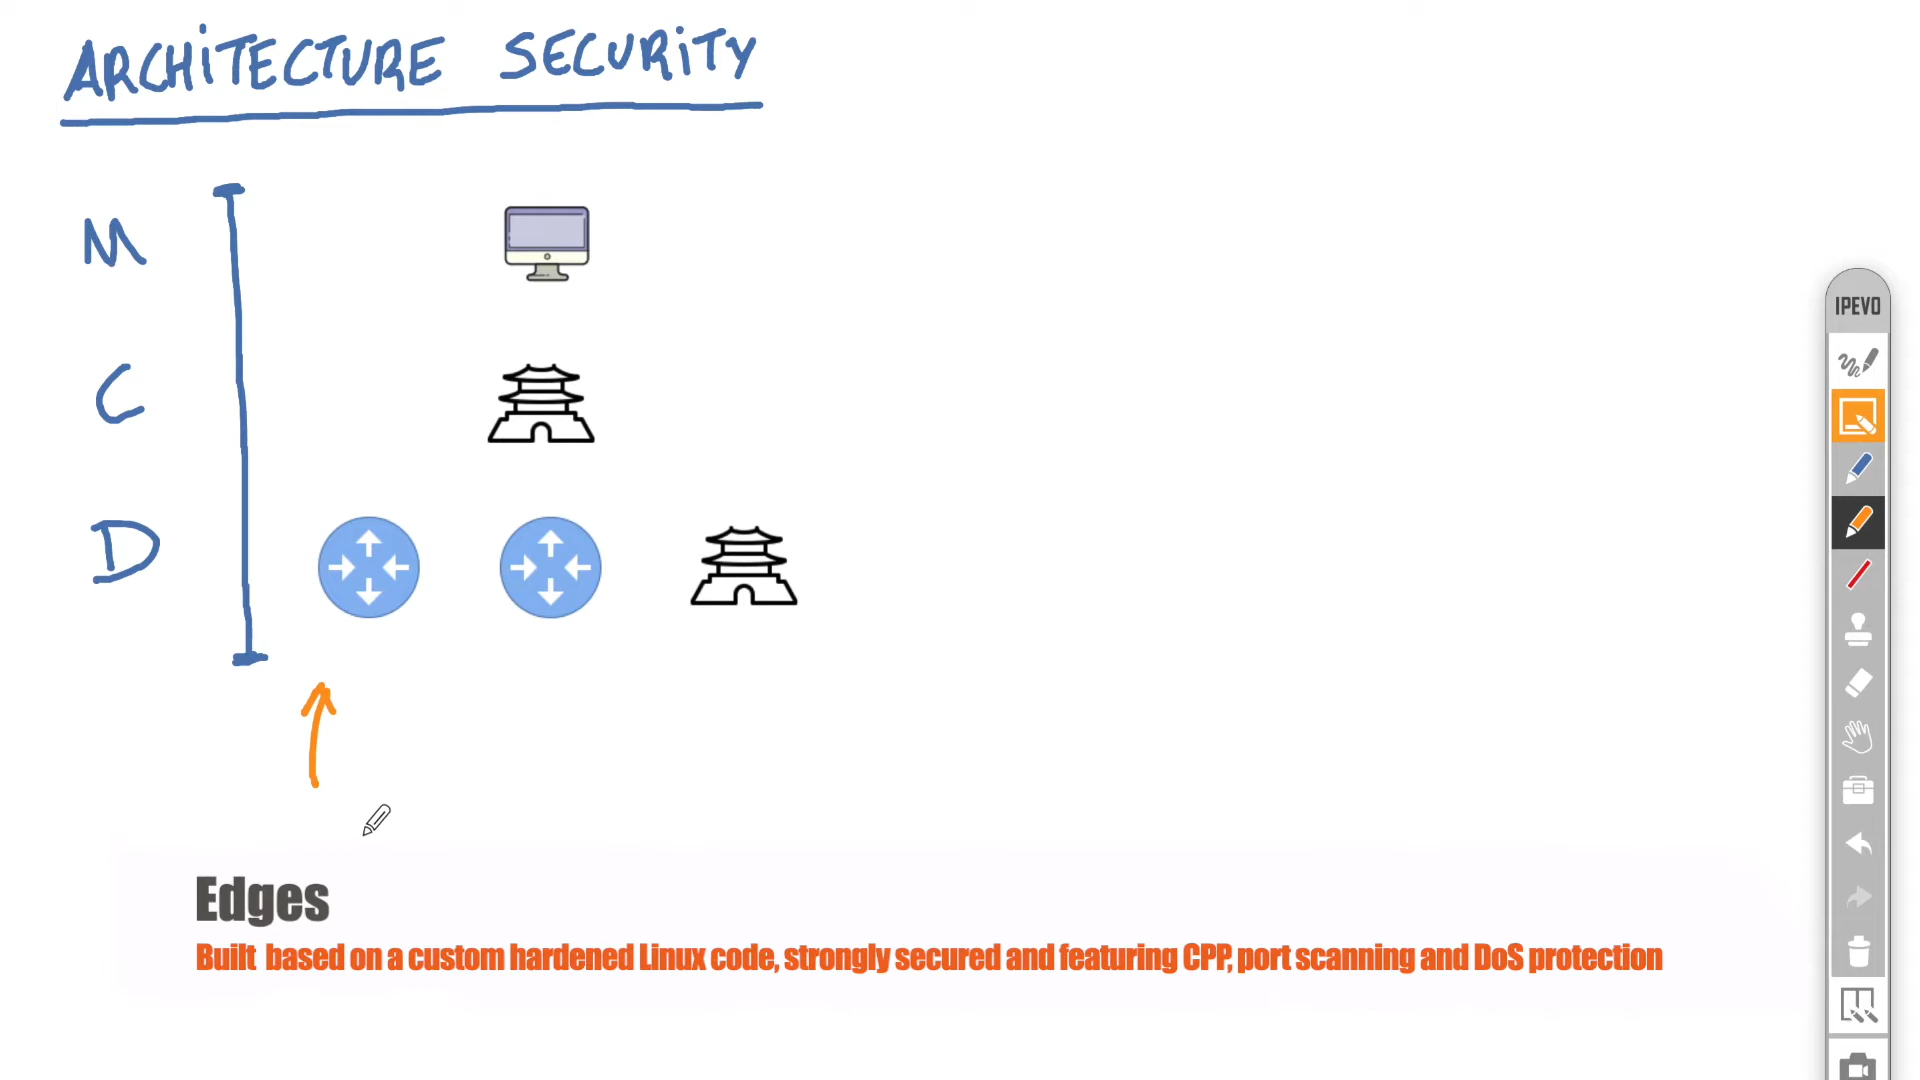 ARCHiTECTURE SECURiTY
M
C
D
IPEVO
Edges
Built based on a custom hardened Linux code, strongly secured and featuring CPP, port scanning and DoS protection